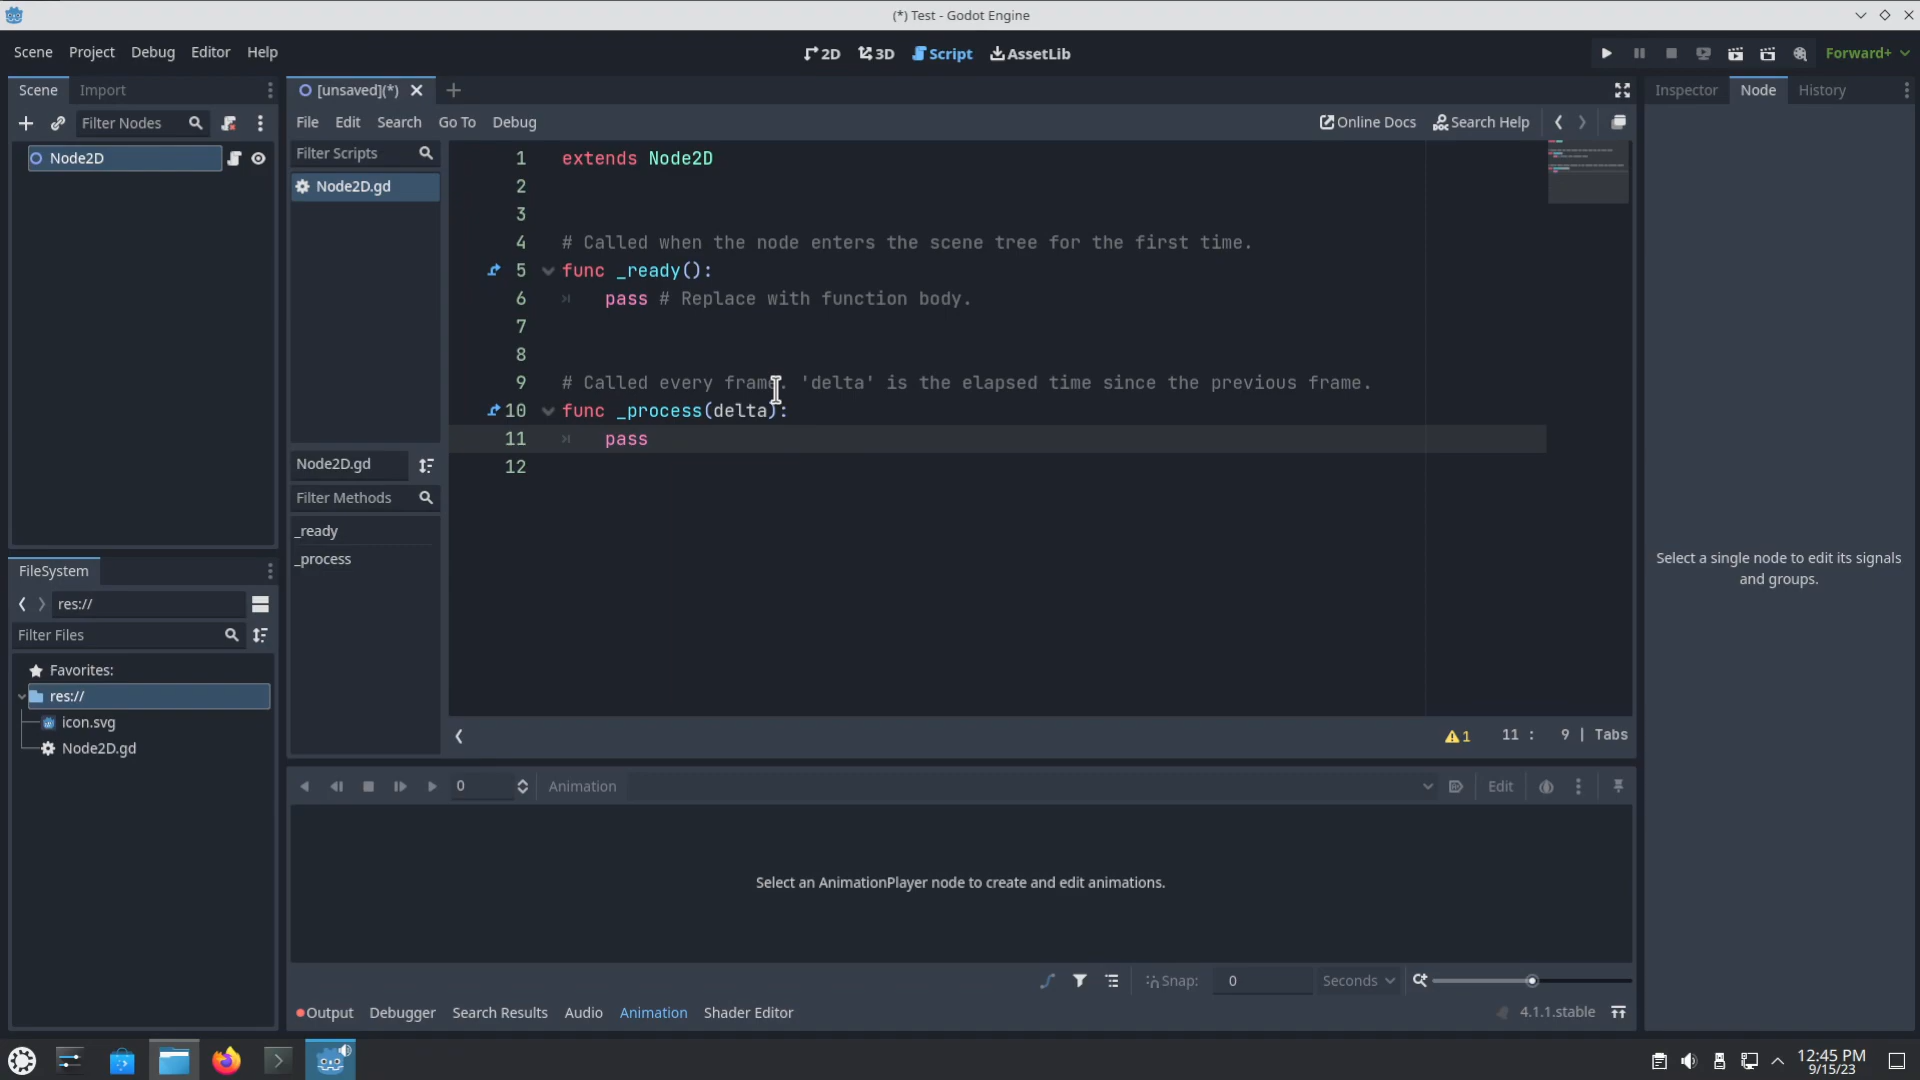 (*) Test - Godot Engine
Scene Project Debug Editor Help
2D 3D Script AssetLib
Forward+
Scene Import
Filter Nodes
Node2D
[unsaved](*)
File Edit Search Go To Debug
Online Docs Search Help
Filter Scripts
Node2D.gd
Node2D.gd
Filter Methods
_ready
_process
1 extends Node2D
2
3
4 # Called when the node enters the scene tree for the first time.
5 func _ready():
6 pass # Replace with function body.
7
8
9 # Called every frame. 'delta' is the elapsed time since the previous frame.
10 func _process(delta):
11 pass
12
1 11 : 9 | Tabs
Inspector Node History
Select a single node to edit its signals
and groups.
FileSystem
res://
Filter Files
Favorites:
res://
icon.svg
Node2D.gd
0 Animation Edit
Select an AnimationPlayer node to create and edit animations.
Snap: 0 Seconds
Output Debugger Search Results Audio Animation Shader Editor
4.1.1.stable
12:45 PM
9/15/23